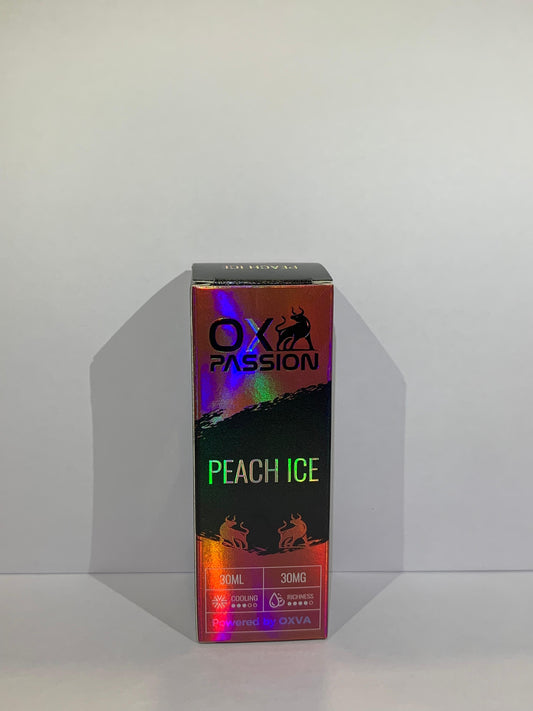 PEACH ICE
OX
PASSION
PEACH ICE
30ML 30MG
COOLING RICHNESS
Powered by OXVA